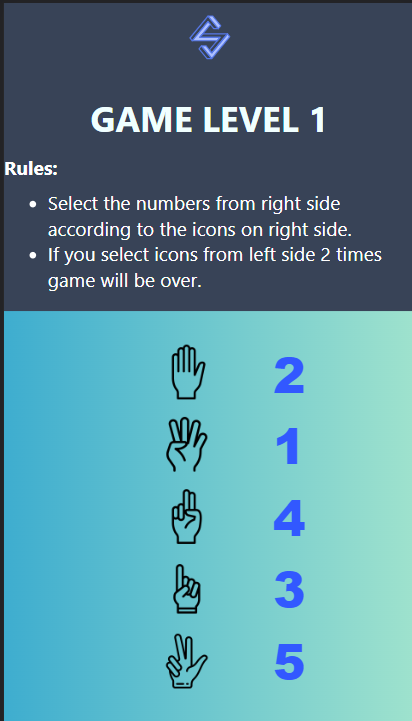 GAME LEVEL 1
Rules:
Select the numbers from right side
according to the icons on right side.
If you select icons from left side 2 times
game will be over.
2
1
4
3
5